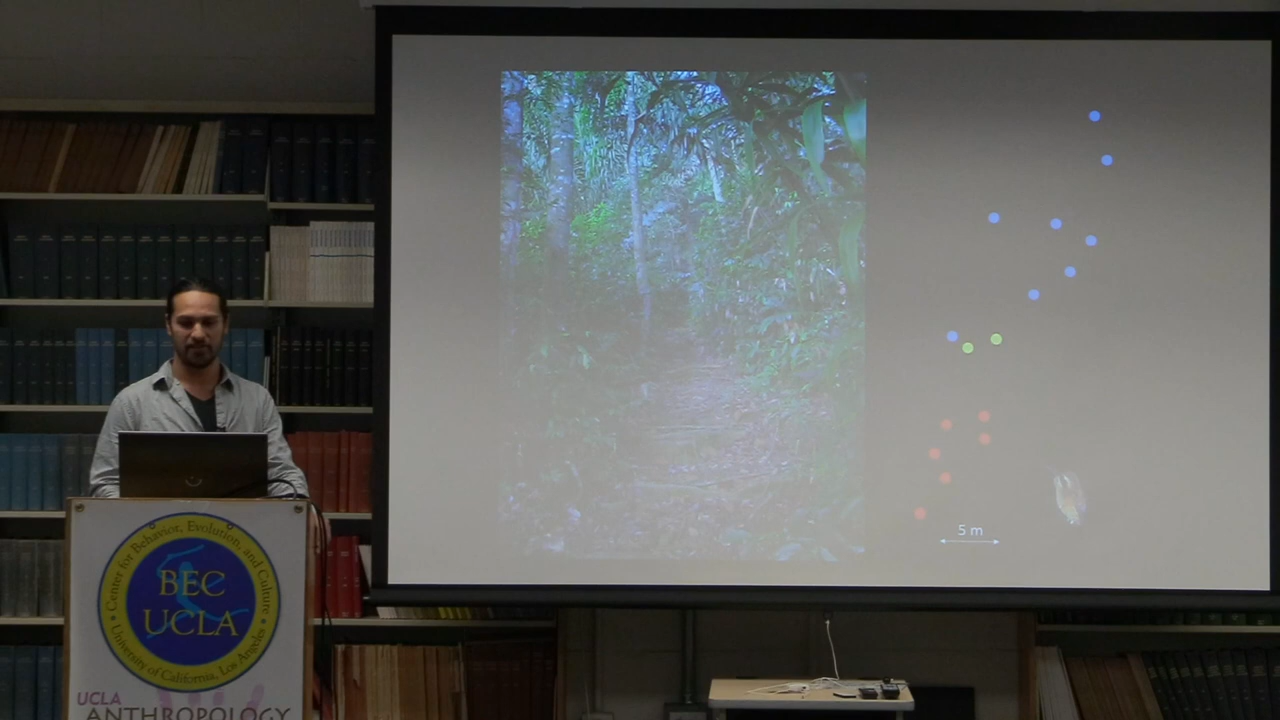 5 m
Center for Behavior, Evolution, and Culture
BEC
UCLA
University of California, Los Angeles
UCLA
ANTHROPOLOGY